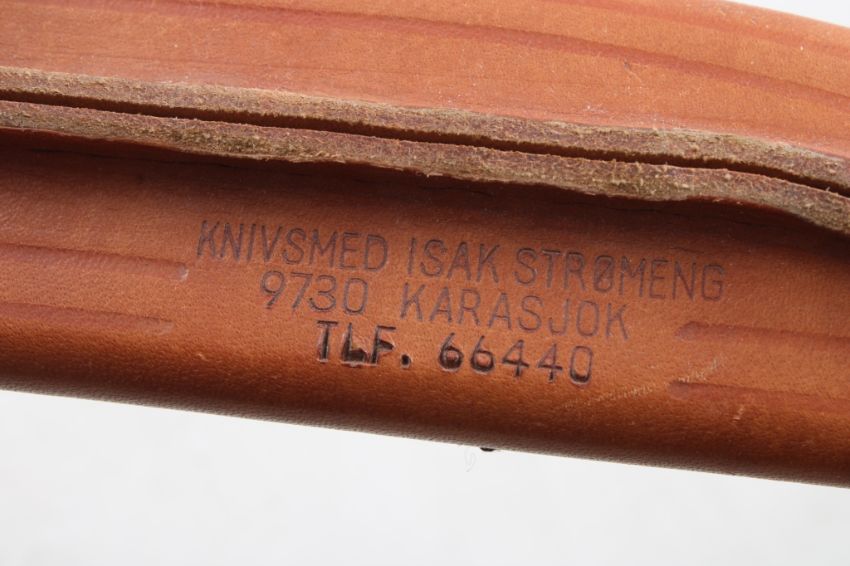 KNIVSMED ISAK STRØMENG
9730 KARASJOK
TLF. 66440